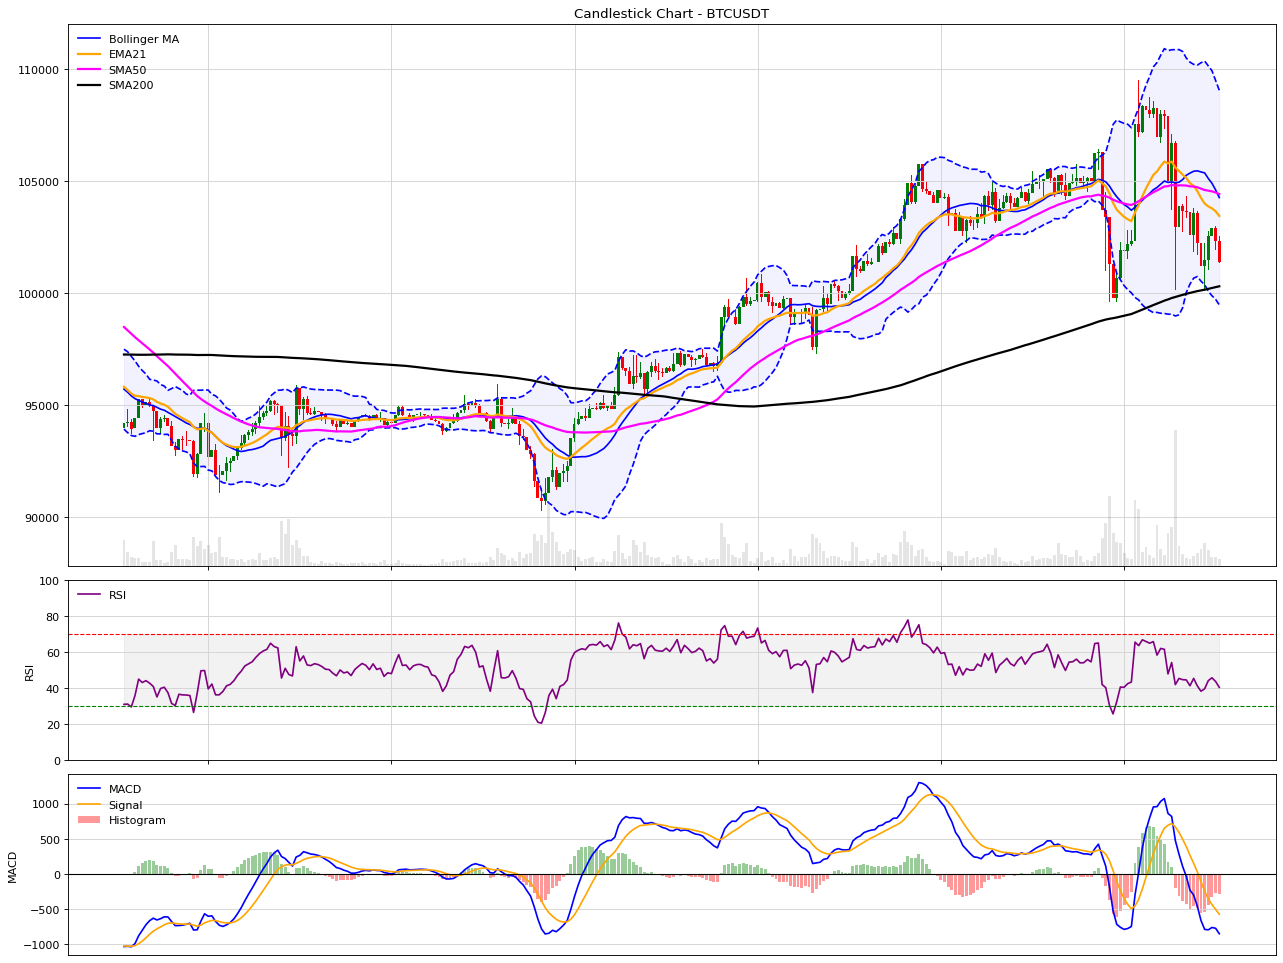 Candlestick Chart - BTCUSDT
Bollinger MA
EMA21
SMA50
SMA200
110000
105000
100000
95000
90000
RSI
100
80
60
40
20
0
RSI
MACD
Signal
Histogram
1000
500
0
−500
−1000
MACD